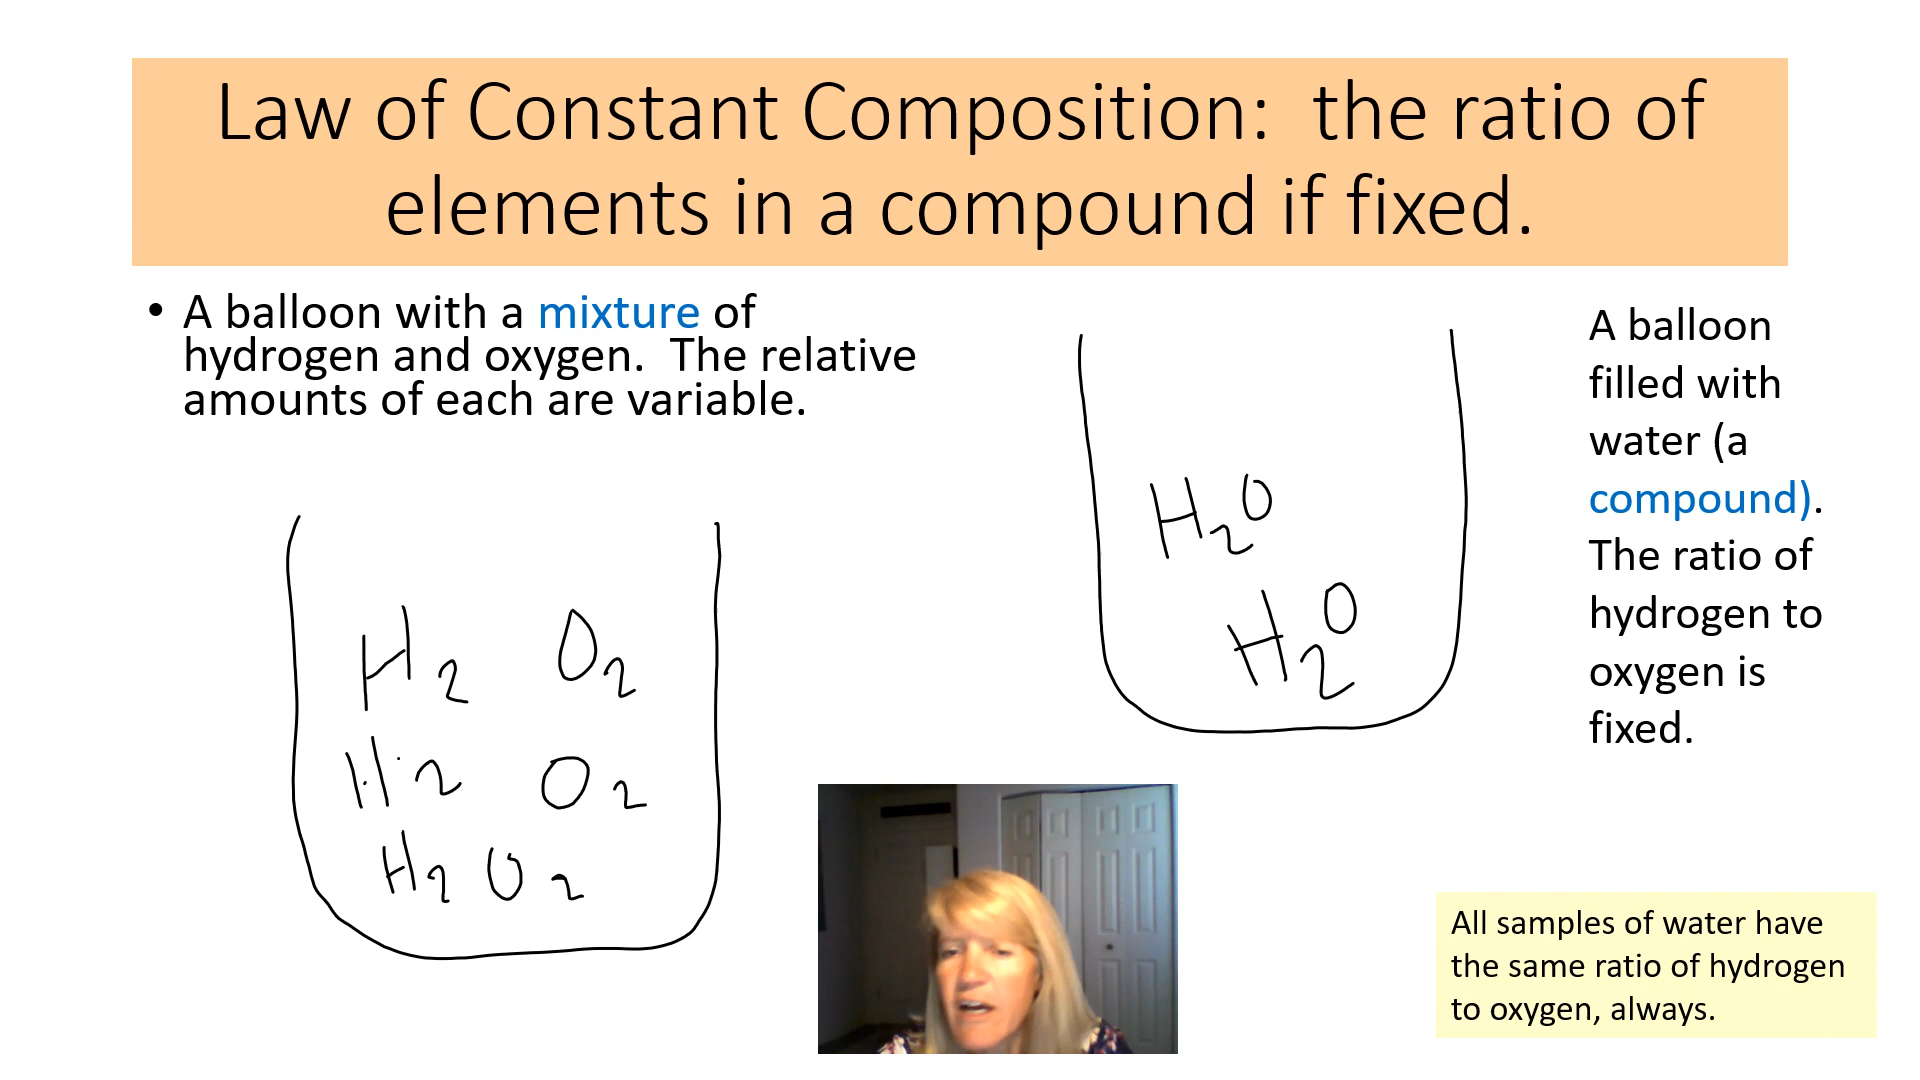 Law of Constant Composition:  the ratio of
elements in a compound if fixed.
• A balloon with a mixture of
hydrogen and oxygen.  The relative
amounts of each are variable.
H₂ O₂
H₂ O₂
H₂ O₂
H₂O
H₂O
A balloon
filled with
water (a
compound).
The ratio of
hydrogen to
oxygen is
fixed.
All samples of water have
the same ratio of hydrogen
to oxygen, always.